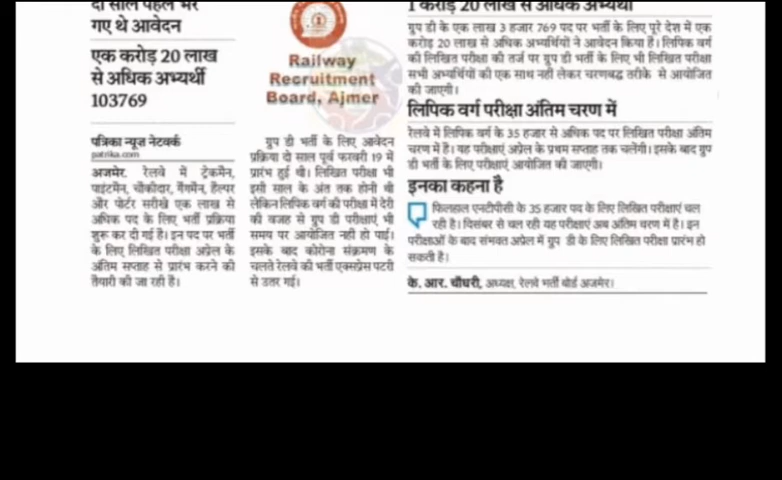 दो साल पहले भरे
गए थे आवेदन
एक करोड़ 20 लाख
से अधिक अभ्यर्थी
103769
पत्रिका न्यूज नेटवर्क
patrika.com
अजमेर. रेलवे में ट्रेकमैन,
पाइंटमैन, चौकीदार, गैंगमैन, हैल्पर
और पोर्टर सरीखे एक लाख से
अधिक पद के लिए भर्ती प्रक्रिया
शुरू कर दी गई है। इन पद पर भर्ती
के लिए लिखित परीक्षा अप्रेल के
अंतिम सप्ताह से प्रारंभ करने की
तैयारी की जा रही है।
Railway
Recruitment
Board, Ajmer
ग्रुप डी भर्ती के लिए आवेदन
प्रक्रिया दो साल पूर्व फरवरी 19 में
प्रारंभ हुई थी। लिखित परीक्षा भी
इसी साल के अंत तक होनी थी
लेकिन लिपिक वर्ग की परीक्षा में देरी
की वजह से ग्रुप डी परीक्षाएं भी
समय पर आयोजित नही हो पाई।
इसके बाद कोरोना संक्रमण के
चलते रेलवे की भर्ती एक्सप्रेस पटरी
से उतर गई।
1 करोड़ 20 लाख से अधिक अभ्यर्थी
ग्रुप डी के एक लाख 3 हजार 769 पद पर भर्ती के लिए पूरे देश में एक
करोड़ 20 लाख से अधिक अभ्यर्थियों ने आवेदन किया है। लिपिक वर्ग
की लिखित परीक्षा की तर्ज पर ग्रुप डी भर्ती के लिए भी लिखित परीक्षा
सभी अभ्यर्थियों की एक साथ नही लेकर चरणबद्ध तरीके से आयोजित
की जाएगी।
लिपिक वर्ग परीक्षा अंतिम चरण में
रेलवे में लिपिक वर्ग के 35 हजार से अधिक पद पर लिखित परीक्षा अंतिम
चरण में है। यह परीक्षाएं अप्रेल के प्रथम सप्ताह तक चलेंगी। इसके बाद ग्रुप
डी भर्ती के लिए परीक्षाएं आयोजित की जाएगी।
इनका कहना है
फिलहाल एनटीपीसी के 35 हजार पद के लिए लिखित परीक्षाएं चल
रही है। दिसंबर से चल रही यह परीक्षाएं अब अंतिम चरण में है। इन
परीक्षाओं के बाद संभवत अप्रेल में ग्रुप डी के लिए लिखित परीक्षा प्रारंभ हो
सकती है।
के. आर. चौधरी, अध्यक्ष, रेलवे भर्ती बोर्ड अजमेर।